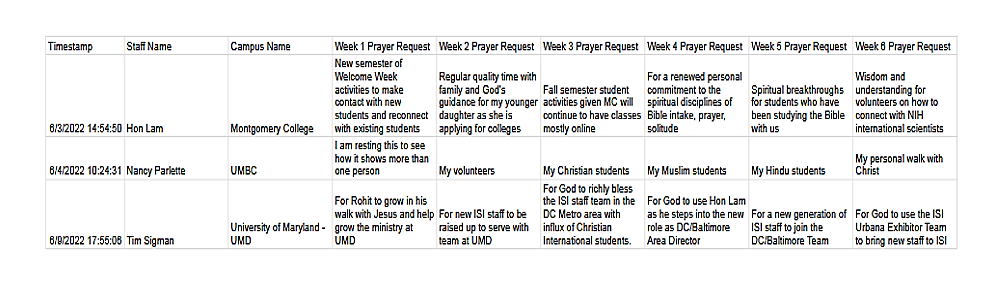 Timestamp Staff Name Campus Name Week 1 Prayer Request Week 2 Prayer Request Week 3 Prayer Request Week 4 Prayer Request Week 5 Prayer Request Week 6 Prayer Request
6/3/2022 14:54:50 Hon Lam Montgomery College
New semester of
Welcome Week
activities to make
contact with new
students and reconnect
with existing students
Regular quality time with
family and God's
guidance for my younger
daughter as she is
applying for colleges
Fall semester student
activities given MC will
continue to have classes
mostly online
For a renewed personal
commitment to the
spiritual disciplines of
Bible intake, prayer,
solitude
Spiritual breakthroughs
for students who have
been studying the Bible
with us
Wisdom and
understanding for
volunteers on how to
connect with NIH
international scientists
6/4/2022 10:24:31 Nancy Parlette UMBC
I am resting this to see
how it shows more than
one person
My volunteers
My Christian students
My Muslim students
My Hindu students
My personal walk with
Christ
6/9/2022 17:55:06 Tim Sigman
University of Maryland -
UMD
For Rohit to grow in his
walk with Jesus and help
grow the ministry at
UMD
For new ISI staff to be
raised up to serve with
team at UMD
For God to richly bless
the ISI staff team in the
DC Metro area with
influx of Christian
International students.
For God to use Hon Lam
as he steps into the new
role as DC/Baltimore
Area Director
For a new generation of
ISI staff to join the
DC/Baltimore Team
For God to use the ISI
Urbana Exhibitor Team
to bring new staff to ISI